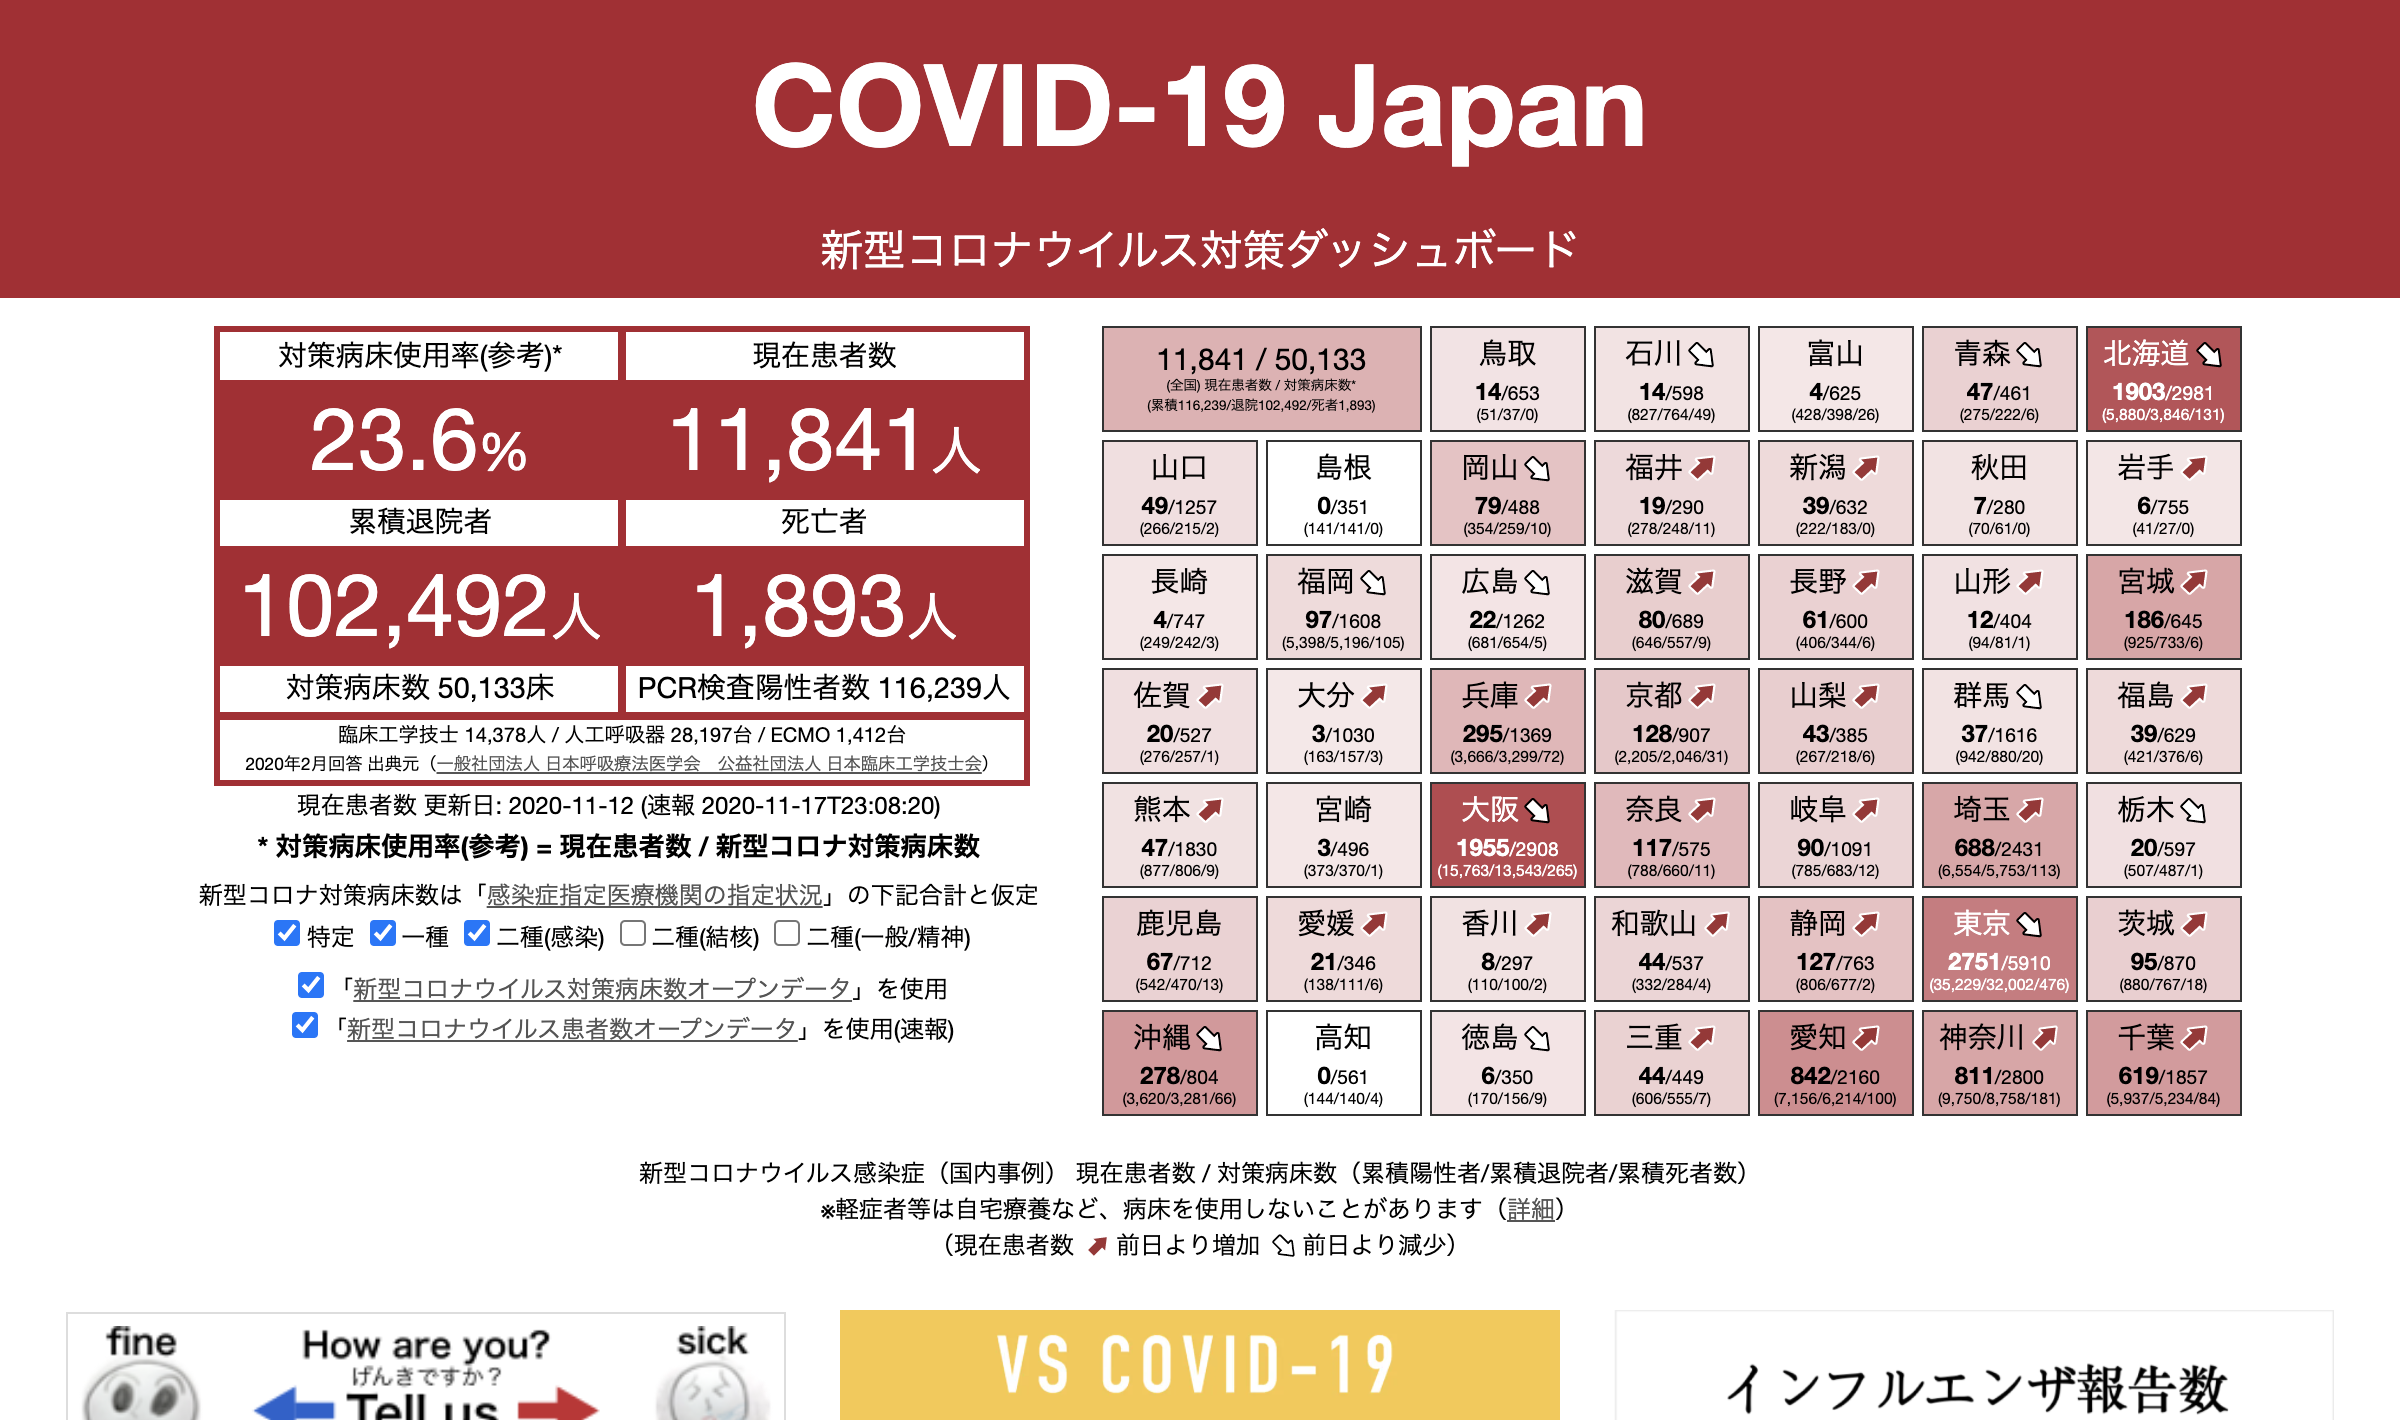 COVID-19 Japan
新型コロナウイルス対策ダッシュボード
対策病床使用率(参考)*
現在患者数
23.6%
11,841人
累積退院者
死亡者
102,492人
1,893人
対策病床数 50,133床
PCR検査陽性者数 116,239人
臨床工学技士 14,378人 / 人工呼吸器 28,197台 / ECMO 1,412台
2020年2月回答 出典元（一般社団法人 日本呼吸療法医学会　公益社団法人 日本臨床工学技士会）
現在患者数 更新日: 2020-11-12 (速報 2020-11-17T23:08:20)
* 対策病床使用率(参考) = 現在患者数 / 新型コロナ対策病床数
新型コロナ対策病床数は「感染症指定医療機関の指定状況」の下記合計と仮定
特定 一種 二種(感染) 二種(結核) 二種(一般/精神)
「新型コロナウイルス対策病床数オープンデータ」を使用
「新型コロナウイルス患者数オープンデータ」を使用(速報)
11,841 / 50,133
(全国) 現在患者数 / 対策病床数*
(累積116,239/退院102,492/死者1,893)
鳥取
14/653
(51/37/0)
石川
14/598
(827/764/49)
富山
4/625
(428/398/26)
青森
47/461
(275/222/6)
北海道
1903/2981
(5,880/3,846/131)
山口
49/1257
(266/215/2)
島根
0/351
(141/141/0)
岡山
79/488
(354/259/10)
福井
19/290
(278/248/11)
新潟
39/632
(222/183/0)
秋田
7/280
(70/61/0)
岩手
6/755
(41/27/0)
長崎
4/747
(249/242/3)
福岡
97/1608
(5,398/5,196/105)
広島
22/1262
(681/654/5)
滋賀
80/689
(646/557/9)
長野
61/600
(406/344/6)
山形
12/404
(94/81/1)
宮城
186/645
(925/733/6)
佐賀
20/527
(276/257/1)
大分
3/1030
(163/157/3)
兵庫
295/1369
(3,666/3,299/72)
京都
128/907
(2,205/2,046/31)
山梨
43/385
(267/218/6)
群馬
37/1616
(942/880/20)
福島
39/629
(421/376/6)
熊本
47/1830
(877/806/9)
宮崎
3/496
(373/370/1)
大阪
1955/2908
(15,763/13,543/265)
奈良
117/575
(788/660/11)
岐阜
90/1091
(785/683/12)
埼玉
688/2431
(6,554/5,753/113)
栃木
20/597
(507/487/1)
鹿児島
67/712
(542/470/13)
愛媛
21/346
(138/111/6)
香川
8/297
(110/100/2)
和歌山
44/537
(332/284/4)
静岡
127/763
(806/677/2)
東京
2751/5910
(35,229/32,002/476)
茨城
95/870
(880/767/18)
沖縄
278/804
(3,620/3,281/66)
高知
0/561
(144/140/4)
徳島
6/350
(170/156/9)
三重
44/449
(606/555/7)
愛知
842/2160
(7,156/6,214/100)
神奈川
811/2800
(9,750/8,758/181)
千葉
619/1857
(5,937/5,234/84)
新型コロナウイルス感染症（国内事例） 現在患者数 / 対策病床数（累積陽性者/累積退院者/累積死者数）
※軽症者等は自宅療養など、病床を使用しないことがあります（詳細）
（現在患者数 前日より増加 前日より減少）
fine
How are you?
げんきですか？
Tell us
sick
VS COVID-19
インフルエンザ報告数